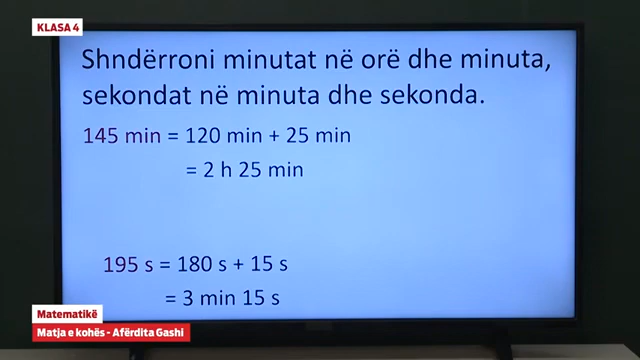 KLASA 4
Shndërroni minutat në orë dhe minuta,
sekondat në minuta dhe sekonda.
145 min = 120 min + 25 min
= 2 h 25 min
195 s = 180 s + 15 s
= 3 min 15 s
Matematikë
Matja e kohës - Afërdita Gashi